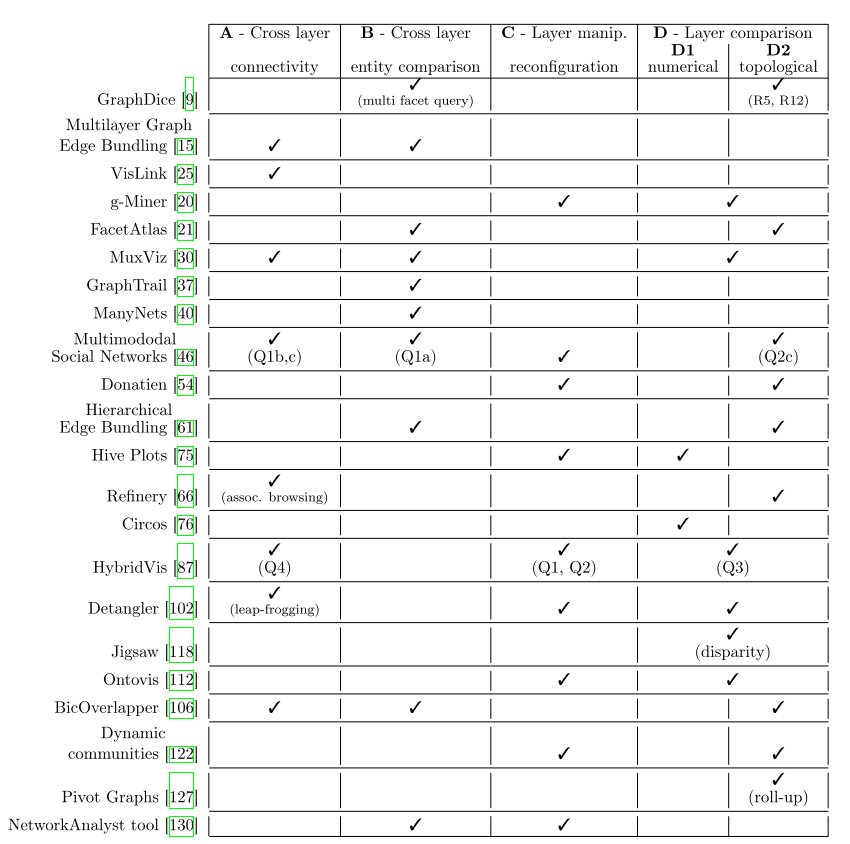 A - Cross layer B - Cross layer C - Layer manip. D - Layer comparison
D1 D2
connectivity entity comparison reconfiguration numerical topological
✓ ✓
GraphDice [9] (multi facet query) (R5, R12)
Multilayer Graph
Edge Bundling [15] ✓ ✓
VisLink [25] ✓
g-Miner [20] ✓ ✓
FacetAtlas [21] ✓ ✓
MuxViz [30] ✓ ✓ ✓
GraphTrail [37] ✓
ManyNets [40] ✓
Multimododal ✓ ✓ ✓
Social Networks [46] (Q1b,c) (Q1a) ✓ (Q2c)
Donatien [54] ✓ ✓
Hierarchical
Edge Bundling [61] ✓ ✓
Hive Plots [75] ✓ ✓
✓
Refinery [66] (assoc. browsing) ✓
Circos [76] ✓
✓ ✓ ✓
HybridVis [87] (Q4) (Q1, Q2) (Q3)
✓
Detangler [102] (leap-frogging) ✓ ✓
✓
Jigsaw [118] (disparity)
Ontovis [112] ✓ ✓
BicOverlapper [106] ✓ ✓ ✓
Dynamic
communities [122] ✓ ✓
✓
Pivot Graphs [127] (roll-up)
NetworkAnalyst tool [130] ✓ ✓